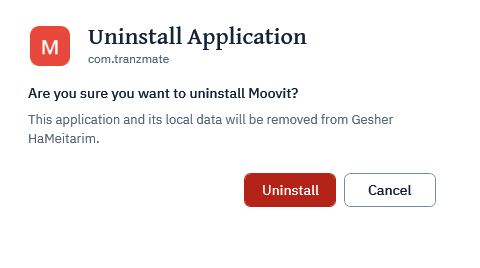 M
Uninstall Application
com.tranzmate
Are you sure you want to uninstall Moovit?
This application and its local data will be removed from Gesher
HaMeitarim.
Uninstall
Cancel